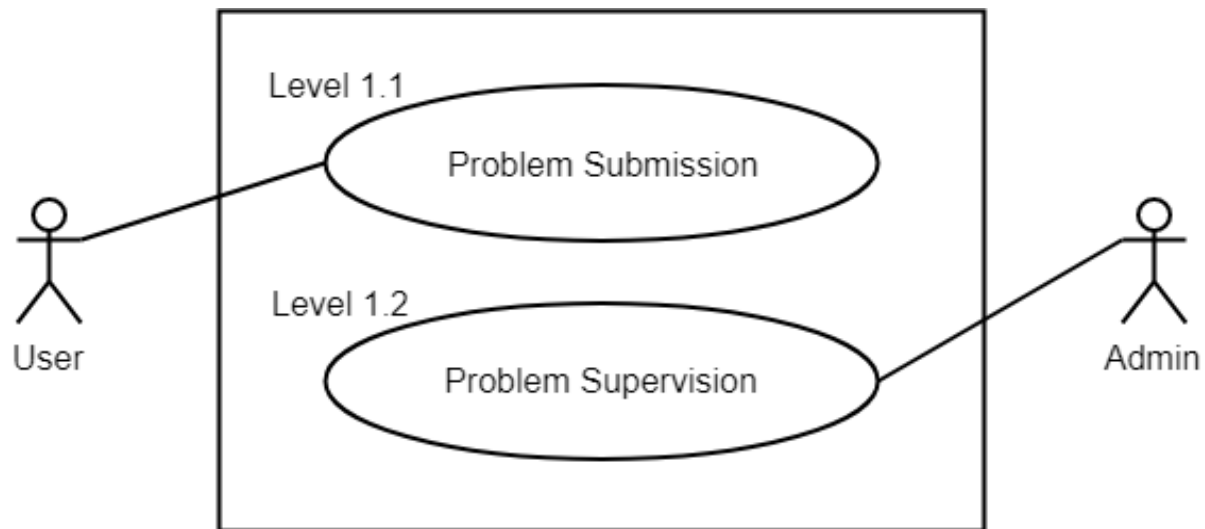 Level 1.1
Problem Submission
Level 1.2
Problem Supervision
User
Admin